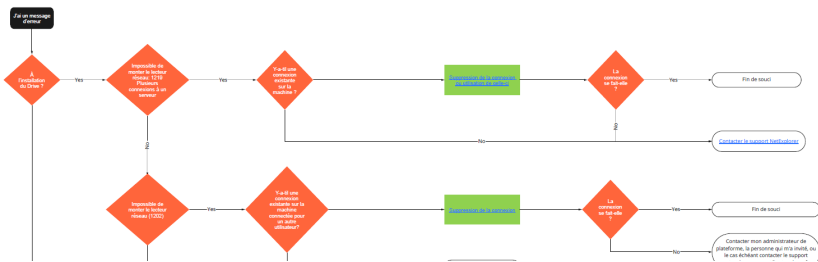 J'ai un message
d'erreur
À
l'installation
du Drive ?
Yes
Impossible de
monter le lecteur
réseau: 1219
Plusieurs
connexions à un
serveur
Yes
Y-a-til une
connexion
existante
sur la
machine ?
Suppression de la connexion
ou utilisation de celle-ci
La
connexion
se fait-elle
?
Yes
Fin de souci
No
No
No
Contacter le support NetExplorer
Impossible de
monter le lecteur
réseau (1202)
Yes
Y-a-til une
connexion
existante sur la
machine
connectée pour
un autre
utilisateur?
Suppression de la connexion
La
connexion
se fait-elle
?
Yes
Fin de souci
No
Contacter mon administrateur de
plateforme, la personne qui m'a invité, ou
le cas échéant contacter le support